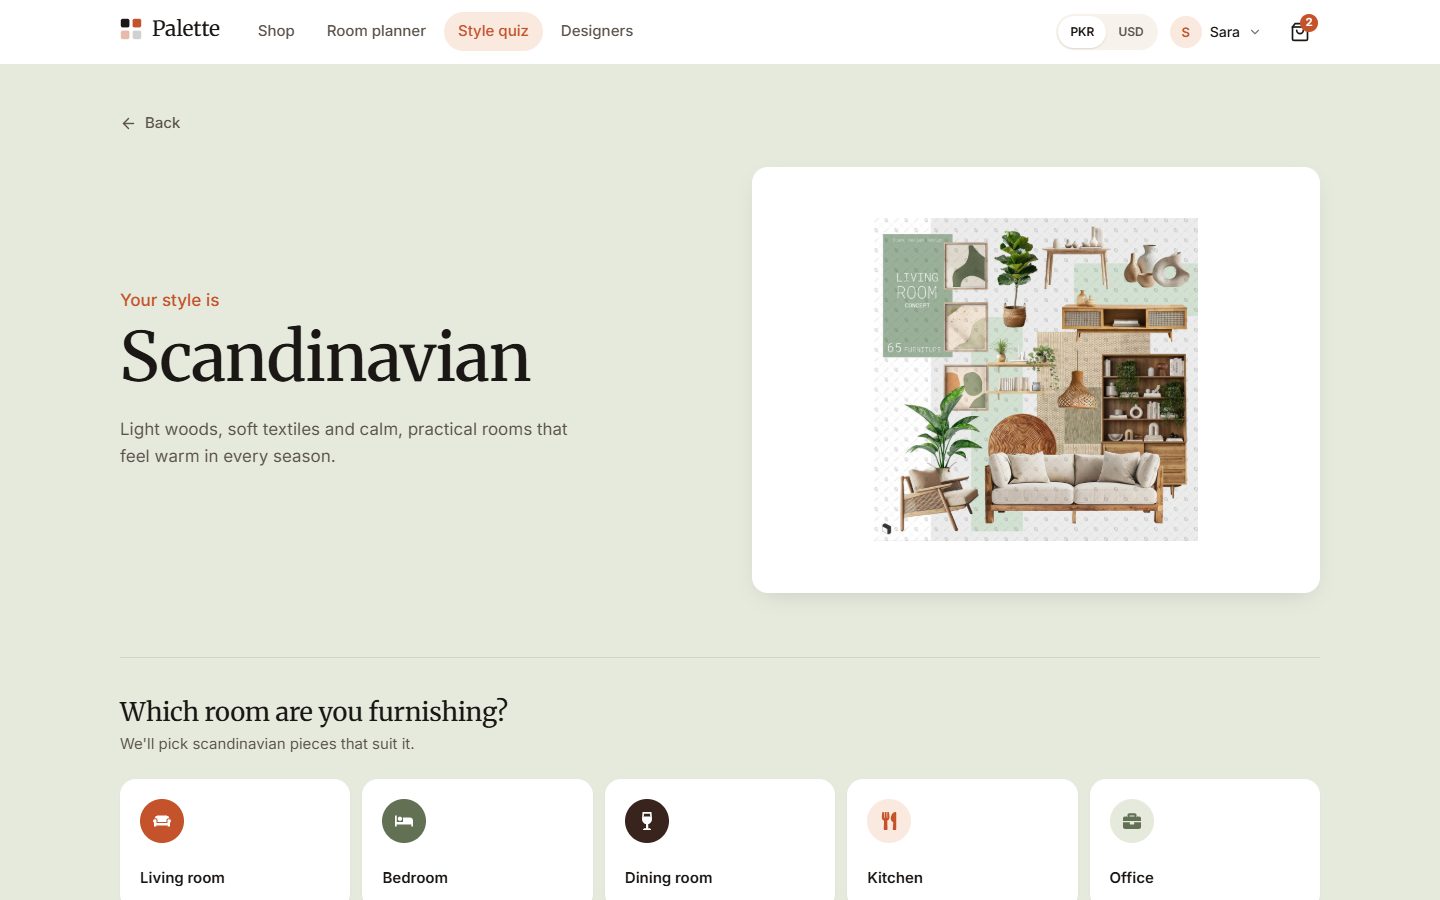 Palette
Shop
Room planner
Style quiz
Designers
PKR
USD
S
Sara
2
Back
Your style is
Scandinavian
Light woods, soft textiles and calm, practical rooms that
feel warm in every season.
LIVING
ROOM
CONCEPT
65 FURNITURE
Which room are you furnishing?
We'll pick scandinavian pieces that suit it.
Living room
Bedroom
Dining room
Kitchen
Office